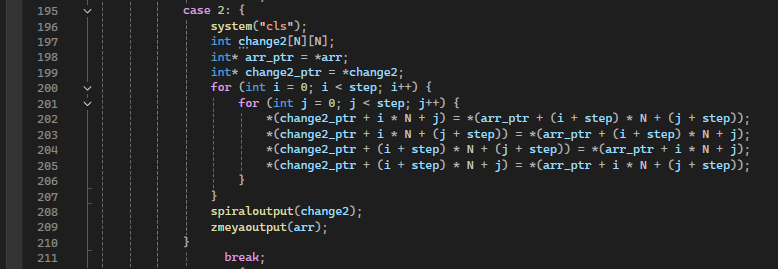 195 case 2: {
196 system("cls");
197 int change2[N][N];
198 int* arr_ptr = *arr;
199 int* change2_ptr = *change2;
200 for (int i = 0; i < step; i++) {
201 for (int j = 0; j < step; j++) {
202 *(change2_ptr + i * N + j) = *(arr_ptr + (i + step) * N + (j + step));
203 *(change2_ptr + i * N + (j + step)) = *(arr_ptr + (i + step) * N + j);
204 *(change2_ptr + (i + step) * N + (j + step)) = *(arr_ptr + i * N + j);
205 *(change2_ptr + (i + step) * N + j) = *(arr_ptr + i * N + (j + step));
206 }
207 }
208 spiraloutput(change2);
209 zmeyaoutput(arr);
210 }
211 break;